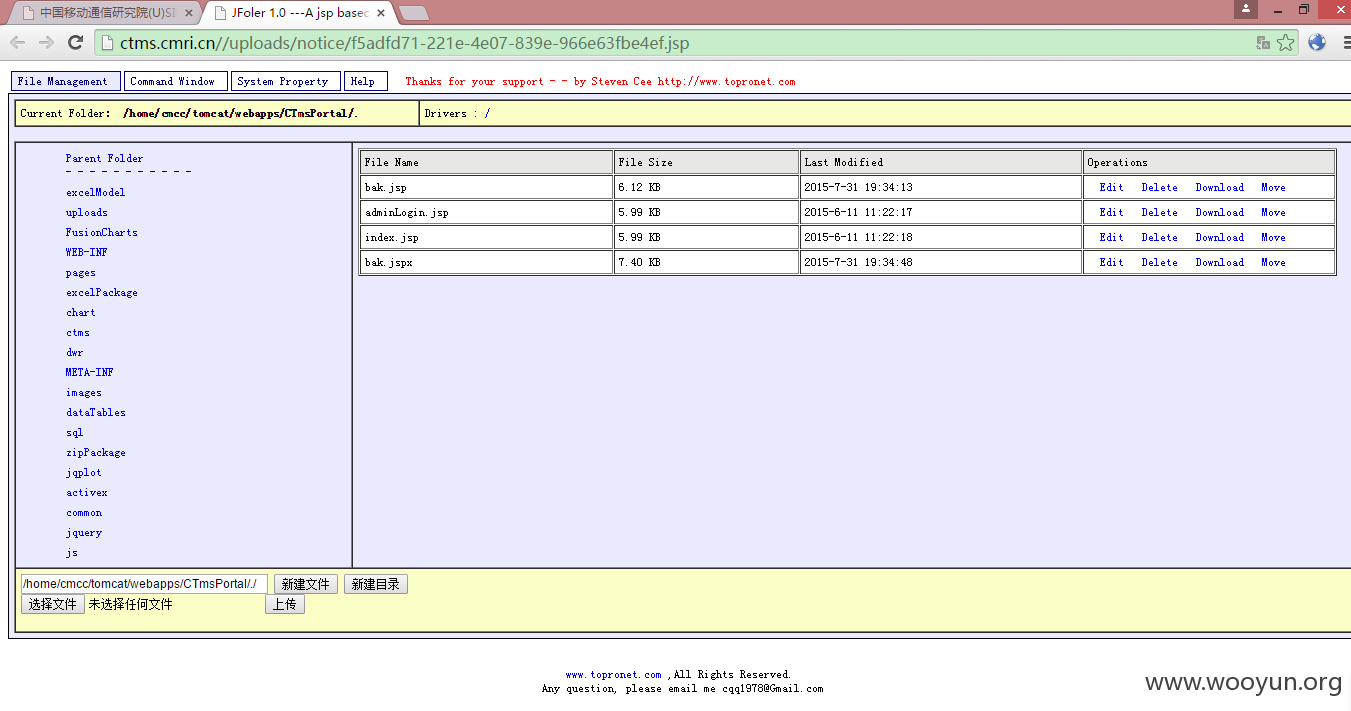 中国移动通信研究院(U)SI
JFoler 1.0 ---A jsp based
ctms.cmri.cn//uploads/notice/f5adfd71-221e-4e07-839e-966e63fbe4ef.jsp
File Management Command Window System Property Help Thanks for your support - - by Steven Cee http://www.topronet.com
Current Folder: /home/cmcc/tomcat/webapps/CTmsPortal/. Drivers : /
Parent Folder
- - - - - - - - - - -
excelModel
uploads
FusionCharts
WEB-INF
pages
excelPackage
chart
ctms
dwr
META-INF
images
dataTables
sql
zipPackage
jqplot
activex
common
jquery
js
File Name File Size Last Modified Operations
bak.jsp 6.12 KB 2015-7-31 19:34:13 Edit Delete Download Move
adminLogin.jsp 5.99 KB 2015-6-11 11:22:17 Edit Delete Download Move
index.jsp 5.99 KB 2015-6-11 11:22:18 Edit Delete Download Move
bak.jspx 7.40 KB 2015-7-31 19:34:48 Edit Delete Download Move
/home/cmcc/tomcat/webapps/CTmsPortal/./ 新建文件 新建目录
选择文件 未选择任何文件 上传
www.topronet.com ,All Rights Reserved.
Any question, please email me cqq1978@Gmail.com
www.wooyun.org